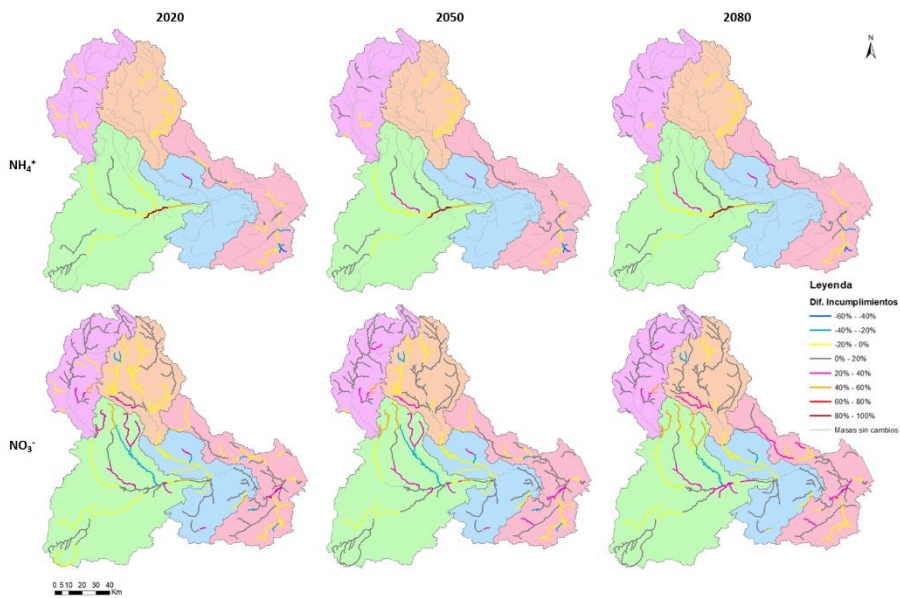 2020 2050 2080
N
NH₄⁺
Leyenda
Dif. Incumplimientos
-60% - -40%
-40% - -20%
-20% - 0%
0% - 20%
20% - 40%
40% - 60%
60% - 80%
80% - 100%
Masas sin cambios
NO₃⁻
0 5 10 20 30 40
Km